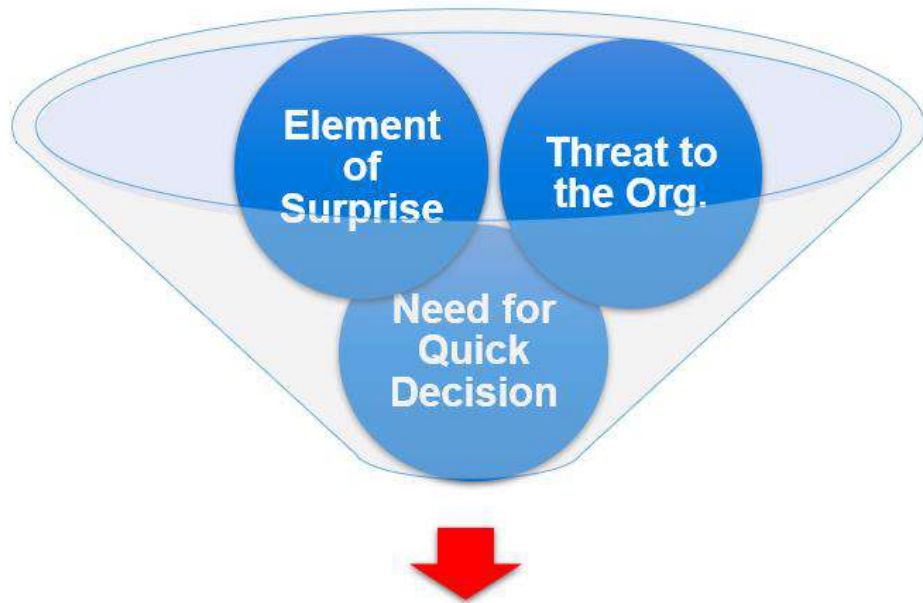 Element
of
Surprise
Threat to
the Org.
Need for
Quick
Decision